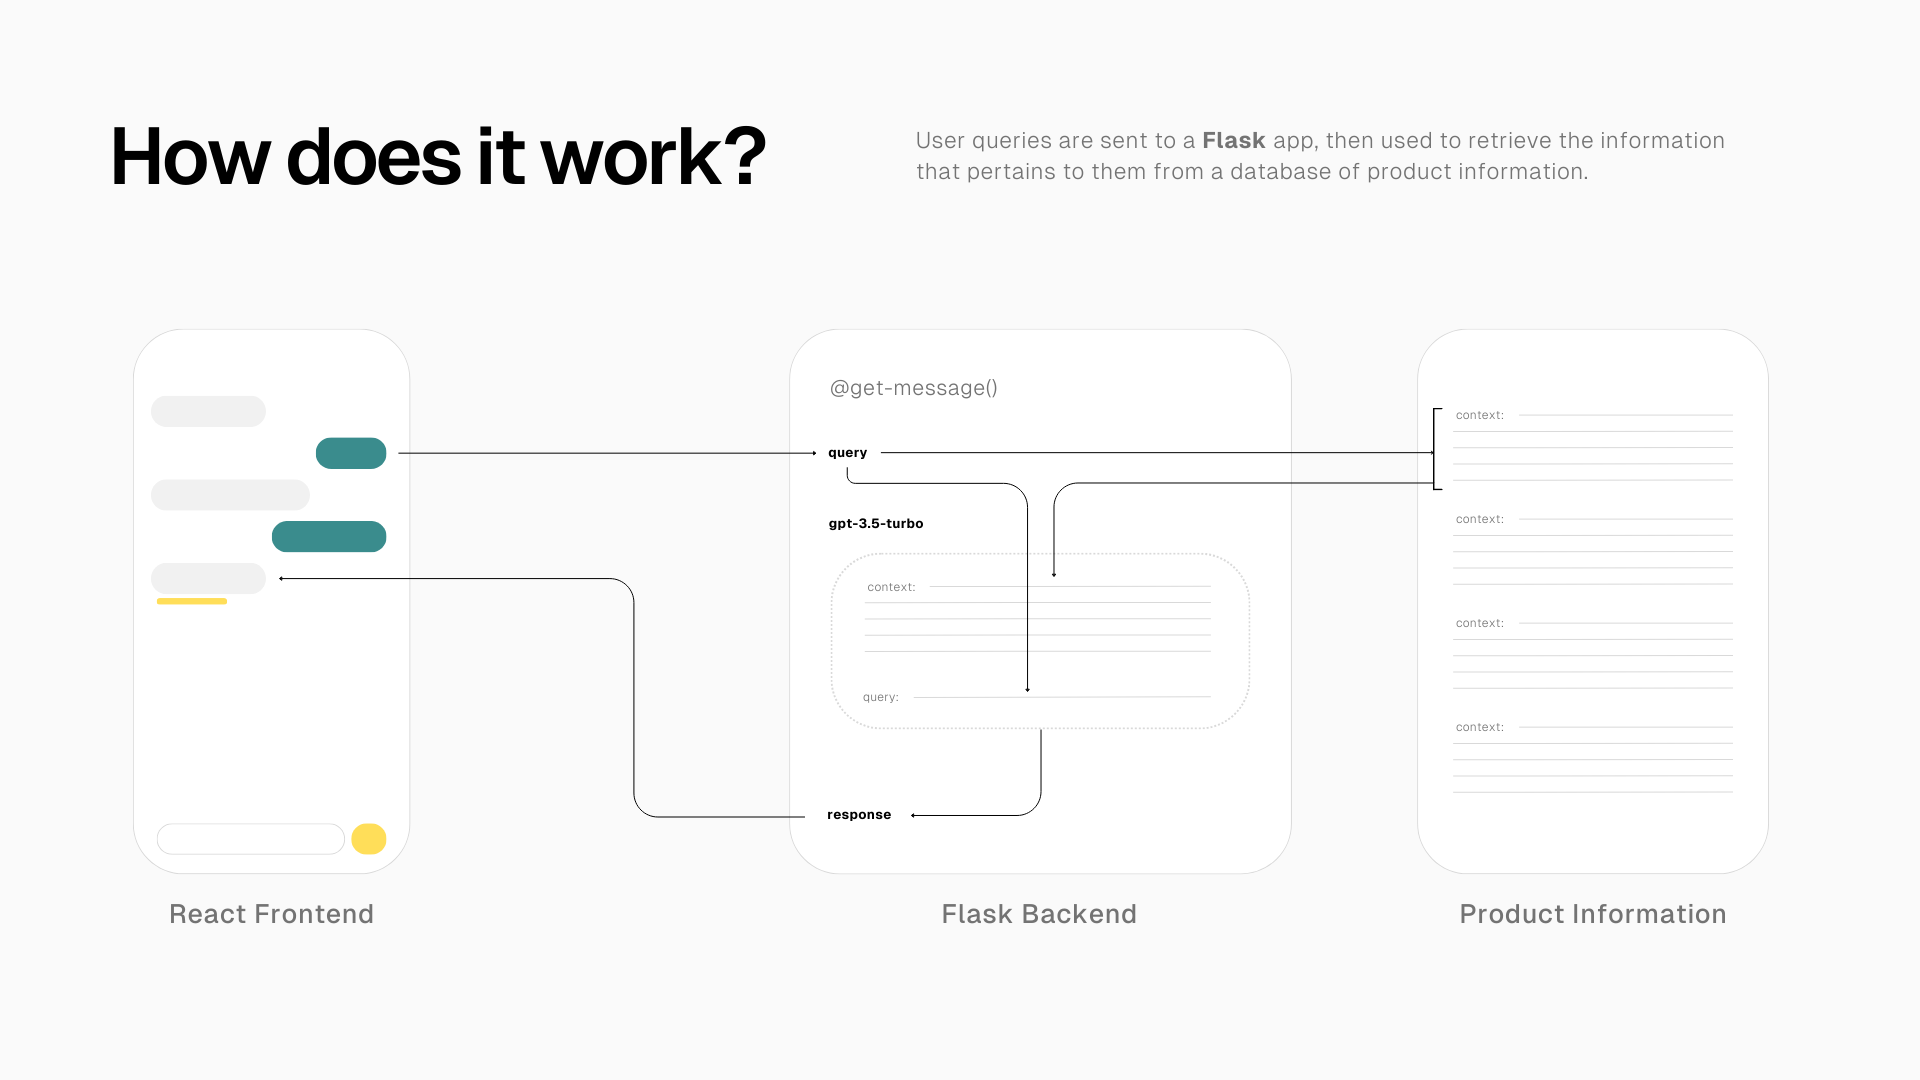 How does it work?
User queries are sent to a Flask app, then used to retrieve the information
that pertains to them from a database of product information.
@get-message()
query
gpt-3.5-turbo
context:
query:
response
context:
context:
context:
context:
React Frontend
Flask Backend
Product Information